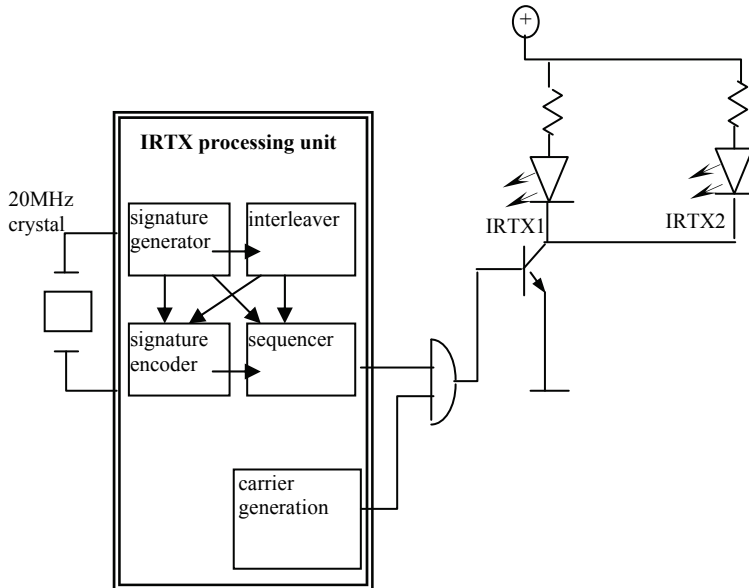 +
IRTX processing unit
20MHz
crystal
signature
generator
interleaver
IRTX1
IRTX2
signature
encoder
sequencer
carrier
generation